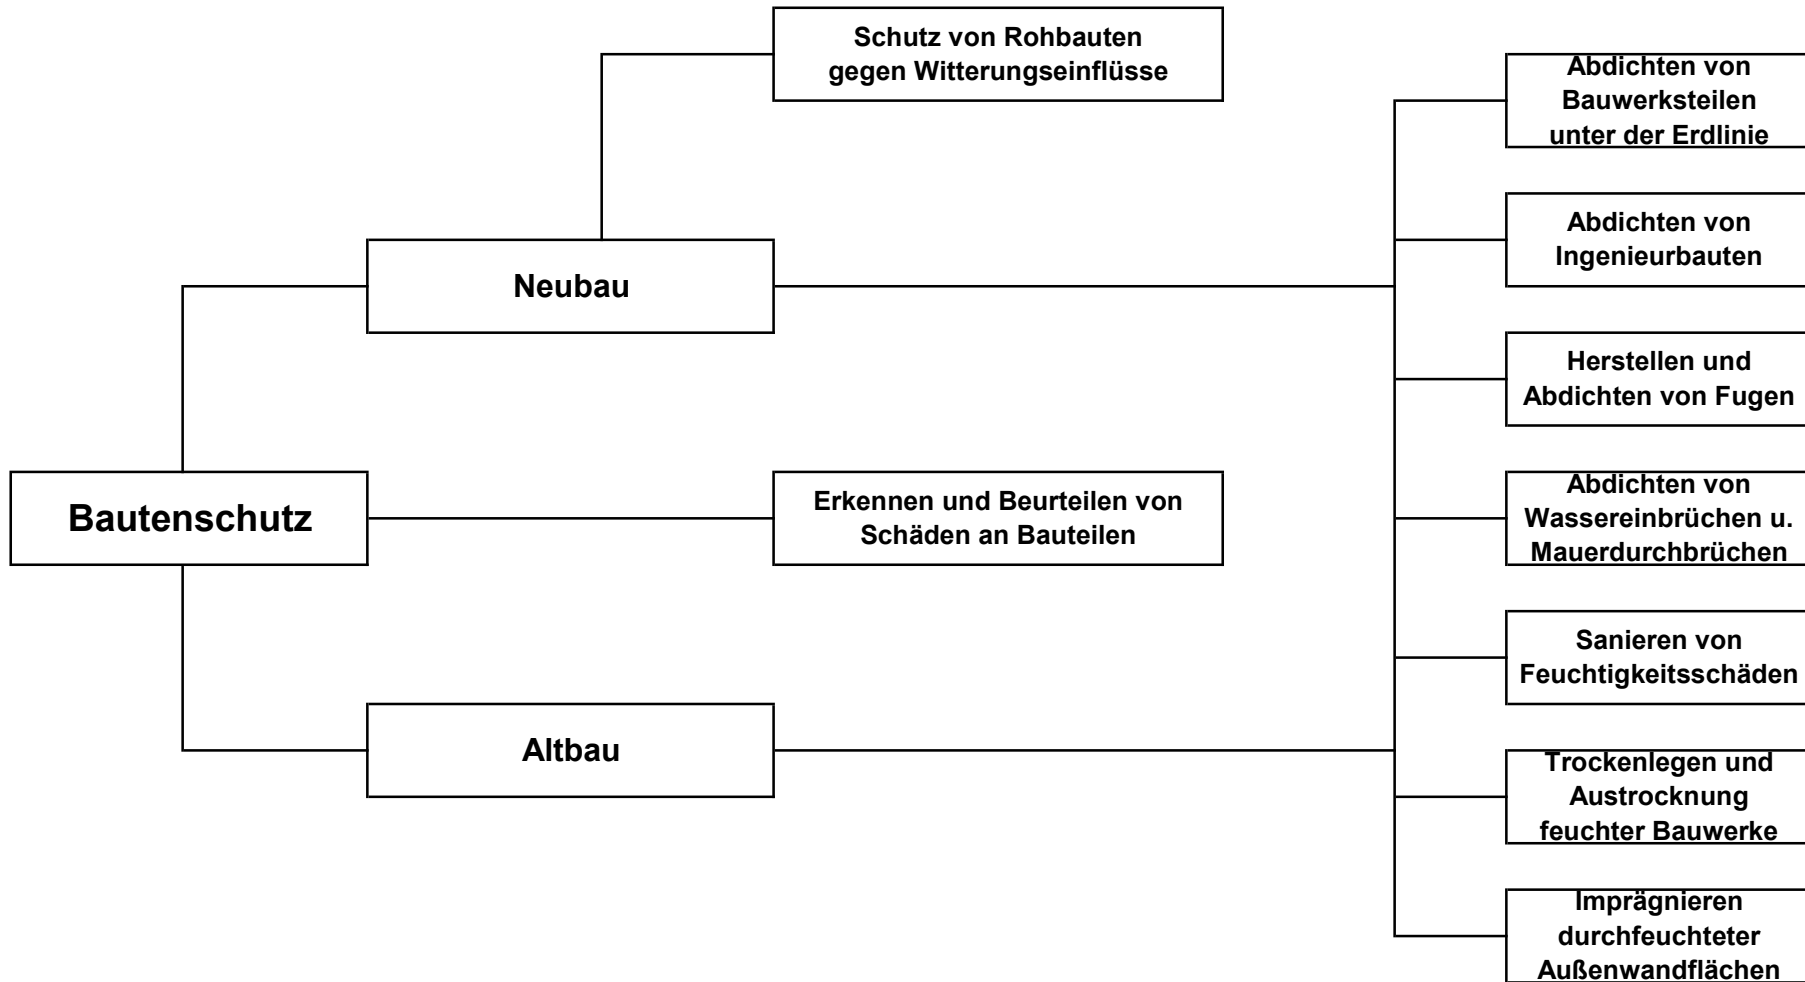 Schutz von Rohbauten
gegen Witterungseinflüsse
Neubau
Bautenschutz
Erkennen und Beurteilen von
Schäden an Bauteilen
Altbau
Abdichten von
Bauwerksteilen
unter der Erdlinie
Abdichten von
Ingenieurbauten
Herstellen und
Abdichten von Fugen
Abdichten von
Wassereinbrüchen u.
Mauerdurchbrüchen
Sanieren von
Feuchtigkeitsschäden
Trockenlegen und
Austrocknung
feuchter Bauwerke
Imprägnieren
durchfeuchteter
Außenwandflächen